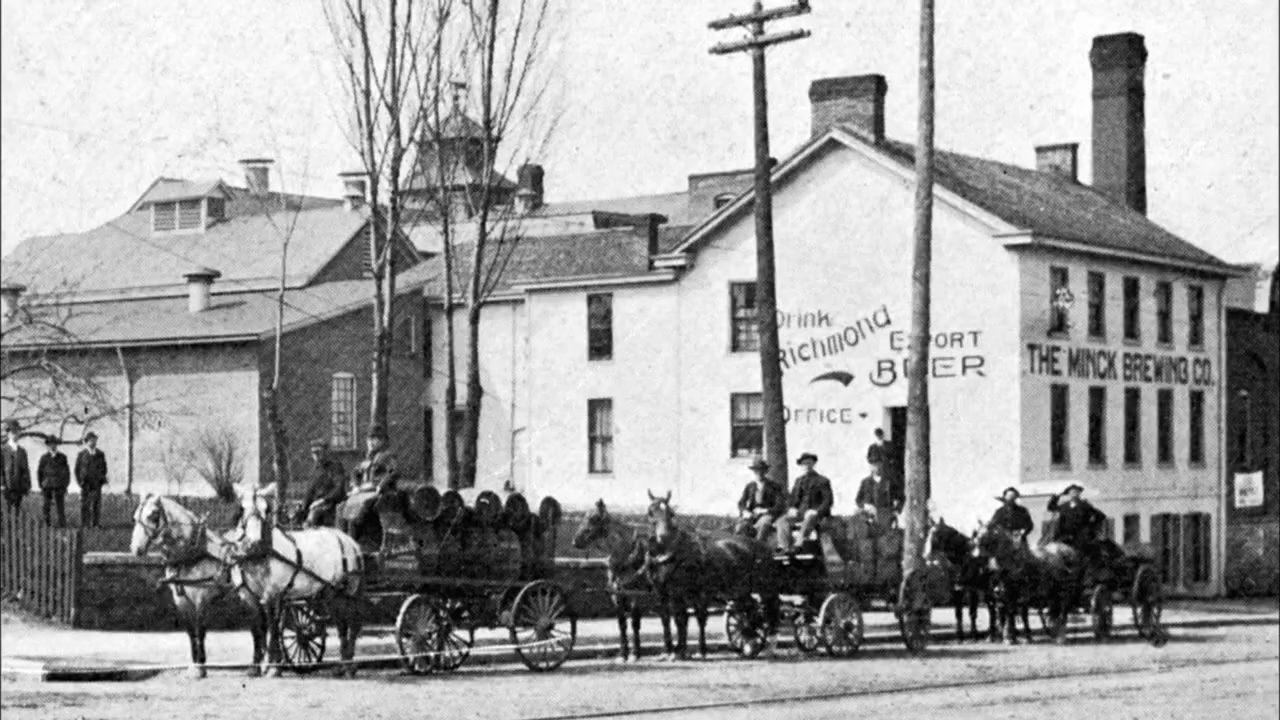 Drink
Richmond
EXPORT
BEER
OFFICE
THE MINCK BREWING CO.